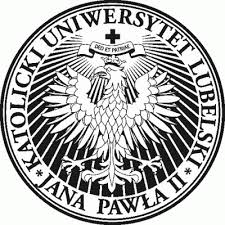 DEO ET PATRIAE
KATOLICKI UNIWERSYTET LUBELSKI
* JANA PAWŁA II *